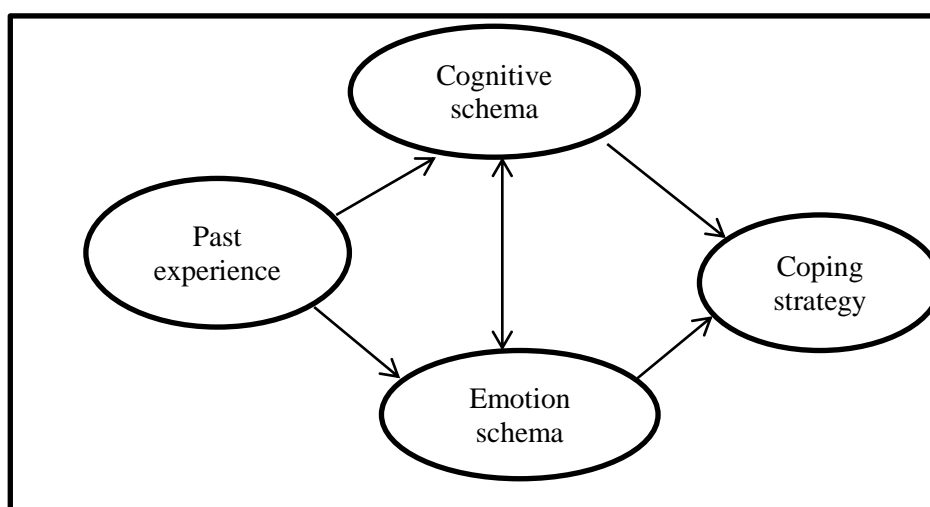 Cognitive
schema
Past
experience
Coping
strategy
Emotion
schema